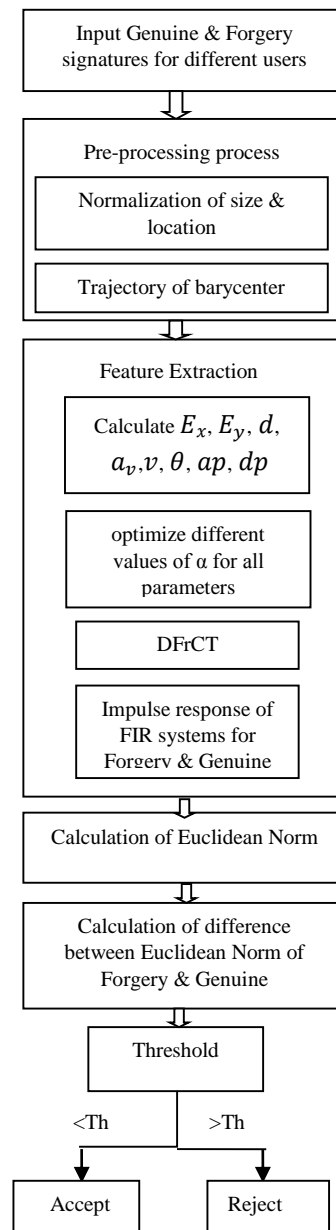 Input Genuine & Forgery
signatures for different users
Pre-processing process
Normalization of size &
location
Trajectory of barycenter
Feature Extraction
Calculate E_x, E_y, d,
a_v,v, θ, ap, dp
optimize different
values of α for all
parameters
DFrCT
Impulse response of
FIR systems for
Forgery & Genuine
Calculation of Euclidean Norm
Calculation of difference
between Euclidean Norm of
Forgery & Genuine
Threshold
<Th >Th
Accept Reject